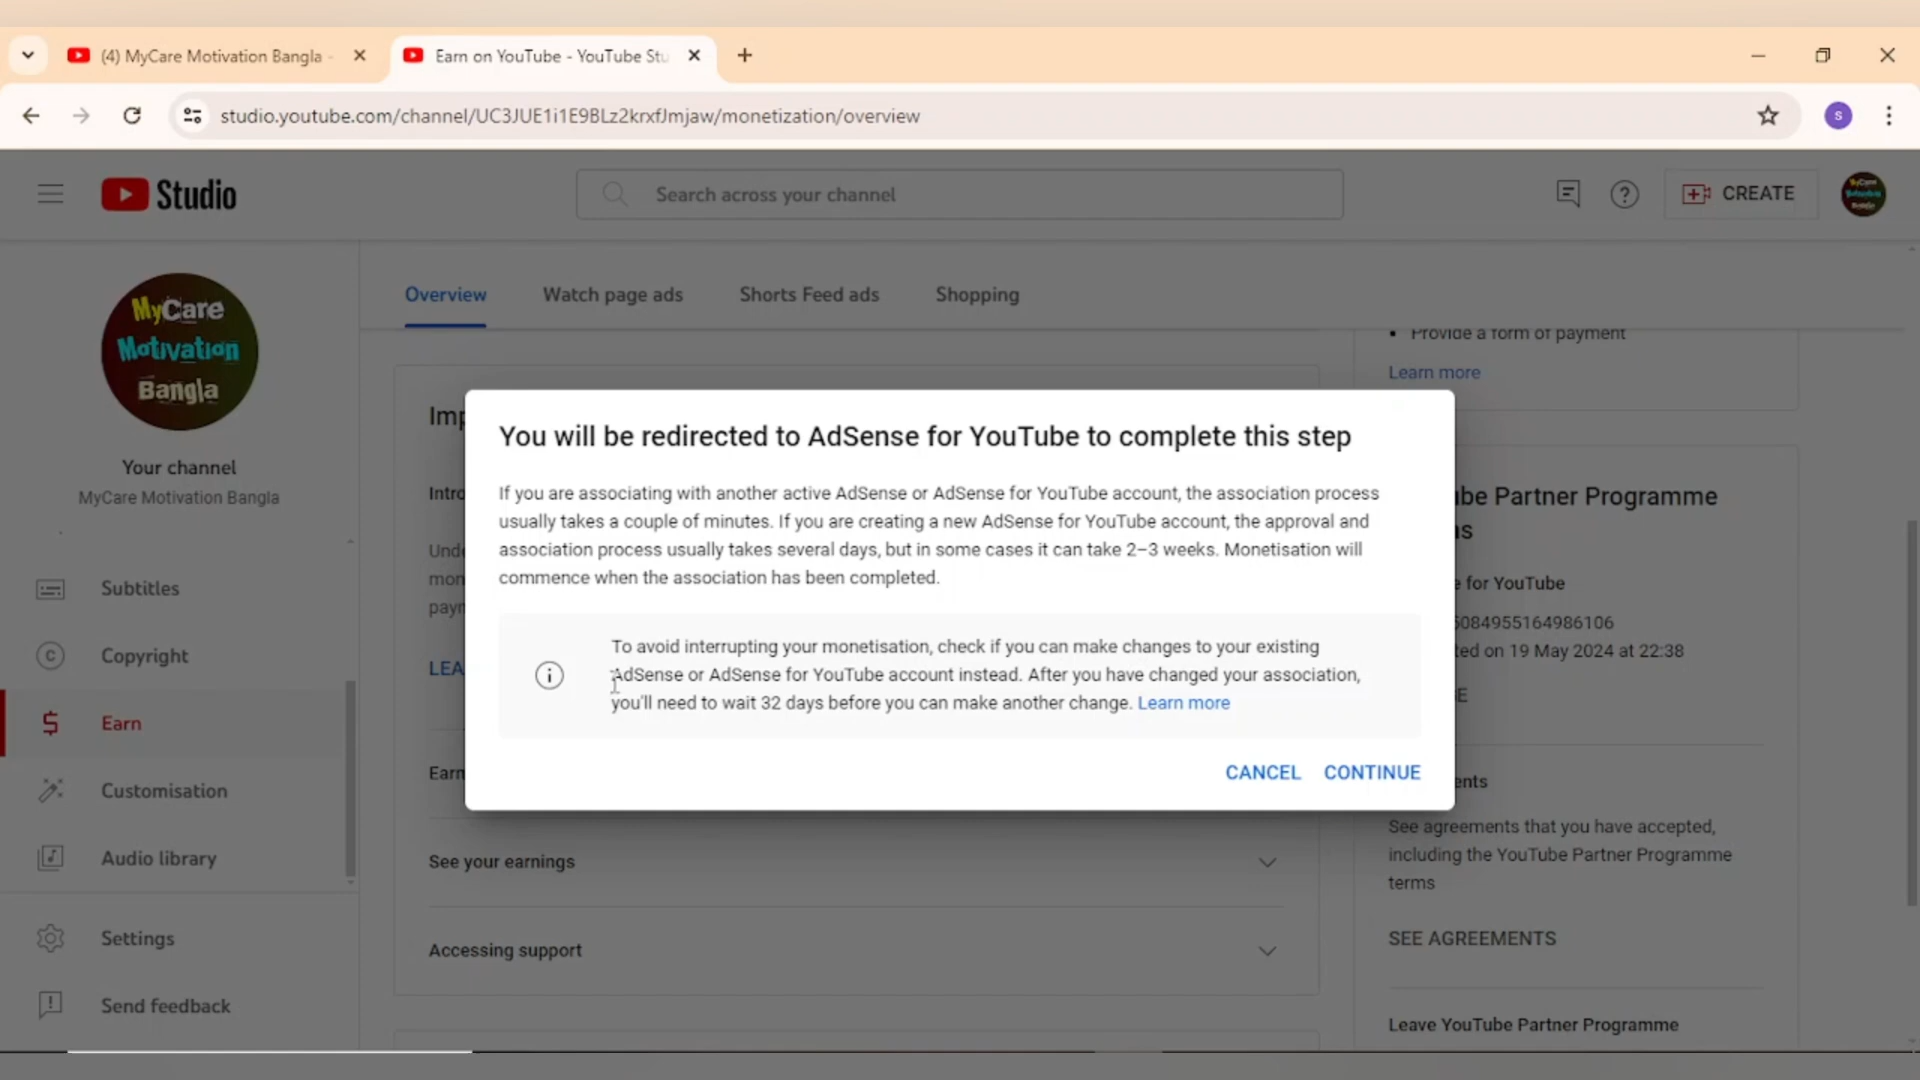 (4) MyCare Motivation Bangla -
Earn on YouTube - YouTube Stu
studio.youtube.com/channel/UC3JUE1i1E9BLz2krxfJmjaw/monetization/overview
S
Studio
Search across your channel
CREATE
MyCare
Motivation
Bangla
Your channel
MyCare Motivation Bangla
Subtitles
Copyright
Earn
Customisation
Audio library
Settings
Send feedback
Overview
Watch page ads
Shorts Feed ads
Shopping
You will be redirected to AdSense for YouTube to complete this step
If you are associating with another active AdSense or AdSense for YouTube account, the association process
usually takes a couple of minutes. If you are creating a new AdSense for YouTube account, the approval and
association process usually takes several days, but in some cases it can take 2–3 weeks. Monetisation will
commence when the association has been completed.
To avoid interrupting your monetisation, check if you can make changes to your existing
AdSense or AdSense for YouTube account instead. After you have changed your association,
you'll need to wait 32 days before you can make another change. Learn more
CANCEL
CONTINUE
See your earnings
Accessing support
Provide a form of payment
Learn more
Partner Programme
for YouTube
5084955164986106
on 19 May 2024 at 22:38
See agreements that you have accepted,
including the YouTube Partner Programme
terms
SEE AGREEMENTS
Leave YouTube Partner Programme